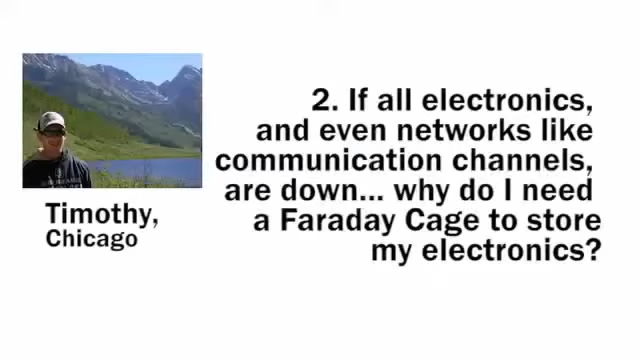 2. If all electronics,
and even networks like
communication channels,
are down... why do I need
a Faraday Cage to store
my electronics?
Timothy,
Chicago